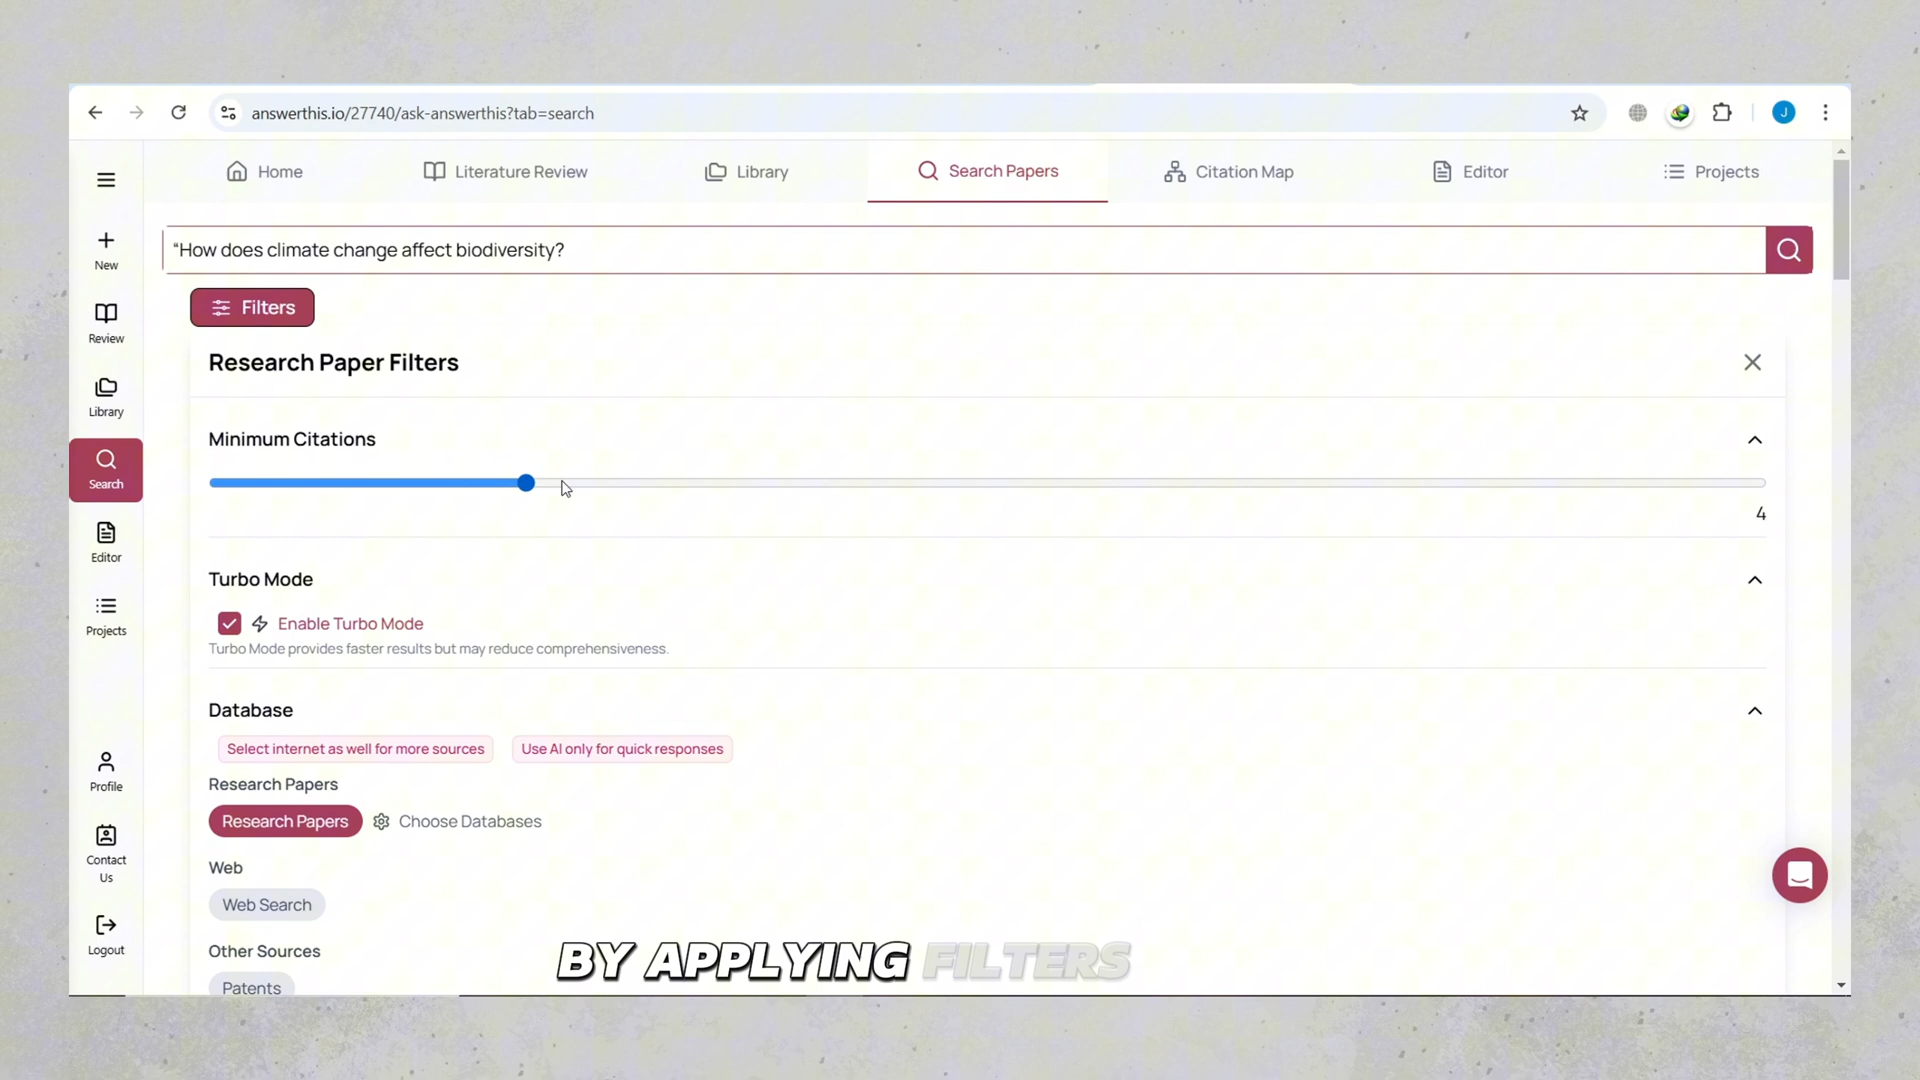 answerthis.io/27740/ask-answerthis?tab=search
J
Home
Literature Review
Library
Search Papers
Citation Map
Editor
Projects
New
Review
Library
Search
Editor
Projects
Profile
Contact
Us
Logout
“How does climate change affect biodiversity?
Filters
Research Paper Filters
Minimum Citations
4
Turbo Mode
Enable Turbo Mode
Turbo Mode provides faster results but may reduce comprehensiveness.
Database
Select internet as well for more sources
Use AI only for quick responses
Research Papers
Research Papers
Choose Databases
Web
Web Search
Other Sources
Patents
BY APPLYING FILTERS